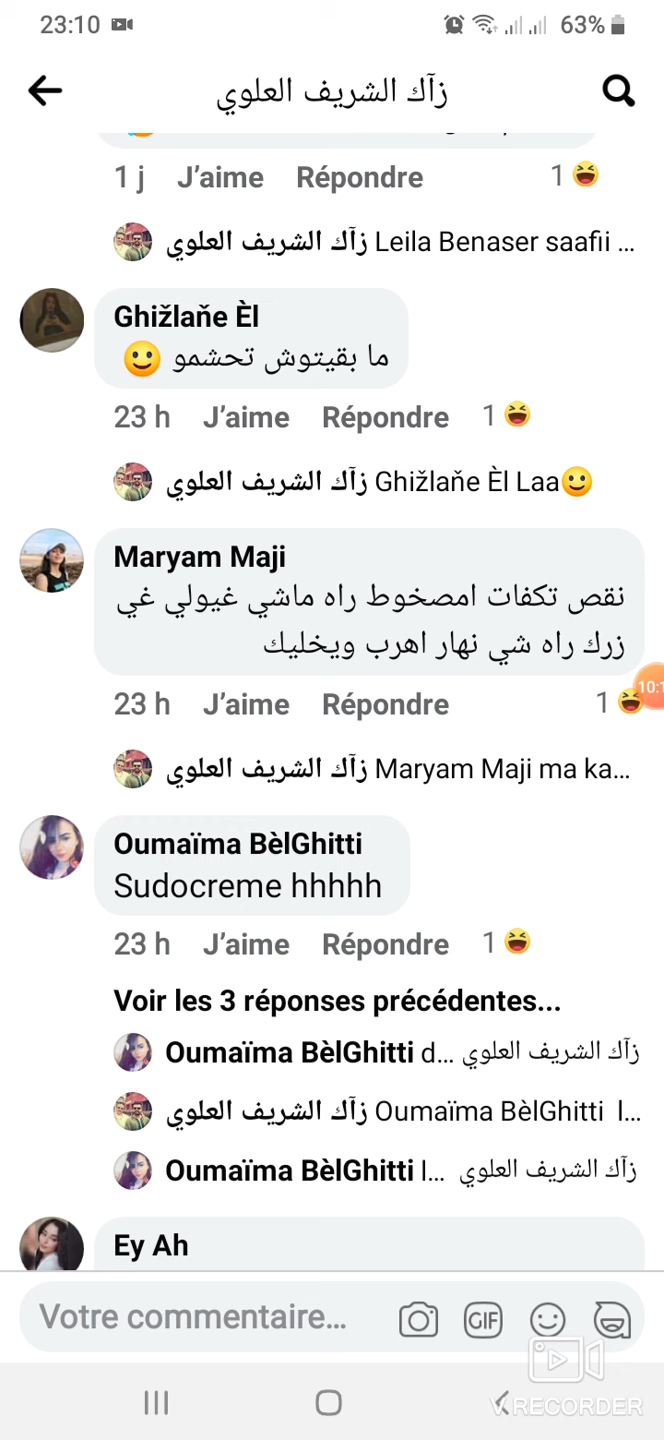 23:10 63%
زآك الشريف العلوي
1 j J’aime Répondre 1
زآك الشريف العلوي Leila Benaser saafii ...
Ghižlaňe Èl
ما بقيتوش تحشمو 🙂
23 h J’aime Répondre 1
زآك الشريف العلوي Ghižlaňe Èl Laa🙂
Maryam Maji
نقص تكفات امصخوط راه ماشي غيولي غي
زرك راه شي نهار اهرب ويخليك
23 h J’aime Répondre 1
10:1
زآك الشريف العلوي Maryam Maji ma ka...
Oumaïma BèlGhitti
Sudocreme hhhhh
23 h J’aime Répondre 1
Voir les 3 réponses précédentes...
Oumaïma BèlGhitti d... زآك الشريف العلوي
زآك الشريف العلوي Oumaïma BèlGhitti l...
Oumaïma BèlGhitti l... زآك الشريف العلوي
Ey Ah
Votre commentaire... GIF
V RECORDER